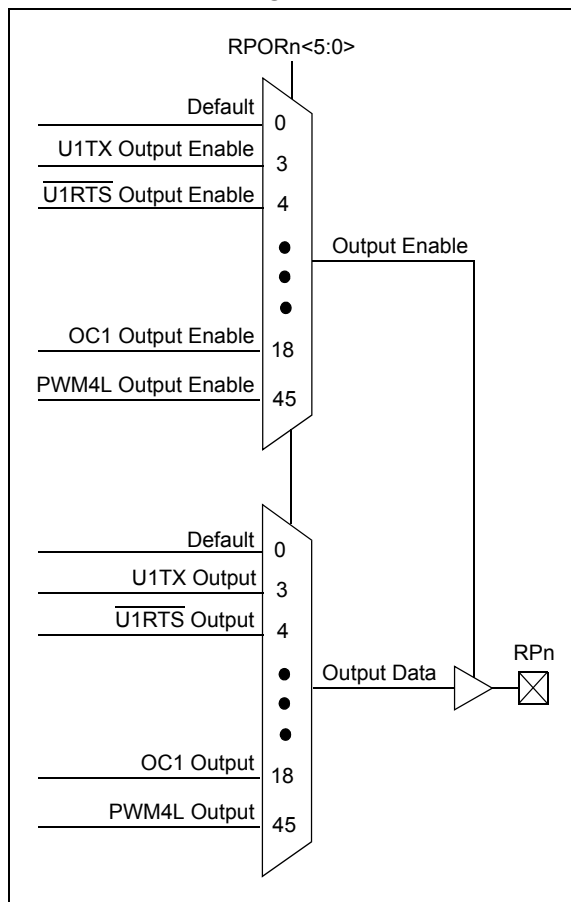 RPORn<5:0>
Default
0
U1TX Output Enable
3
U1RTS Output Enable
4
Output Enable
OC1 Output Enable
18
PWM4L Output Enable
45
Default
0
U1TX Output
3
U1RTS Output
4
RPn
Output Data
OC1 Output
18
PWM4L Output
45